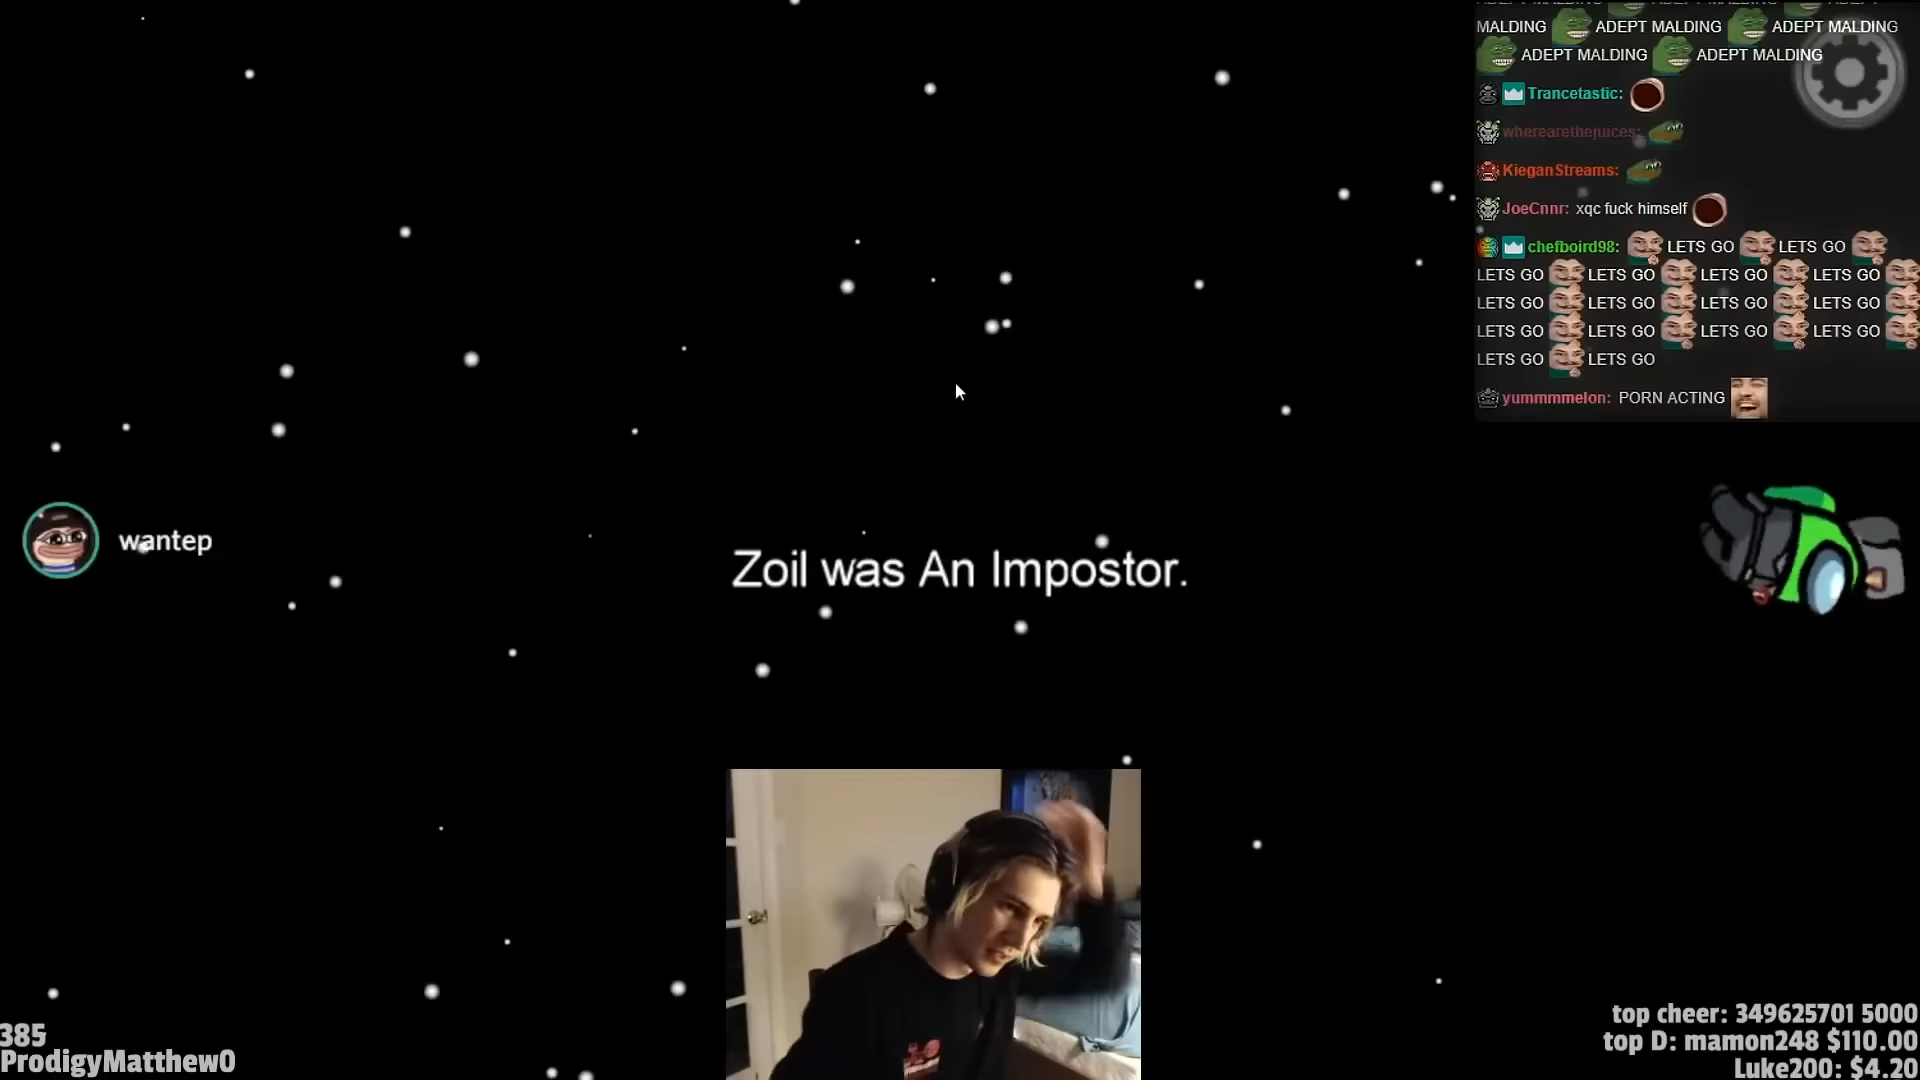 MALDING ADEPT MALDING ADEPT MALDING
ADEPT MALDING ADEPT MALDING
Trancetastic:
wherearethejuices:
KieganStreams:
JoeCnnr: xqc fuck himself
chefboird98: LETS GO LETS GO
LETS GO LETS GO LETS GO LETS GO
LETS GO LETS GO LETS GO LETS GO
LETS GO LETS GO LETS GO LETS GO
LETS GO LETS GO
yummmmelon: PORN ACTING
wantep
Zoil was An Impostor.
385
ProdigyMatthew0
top cheer: 349625701 5000
top D: mamon248 $110.00
Luke200: $4.20